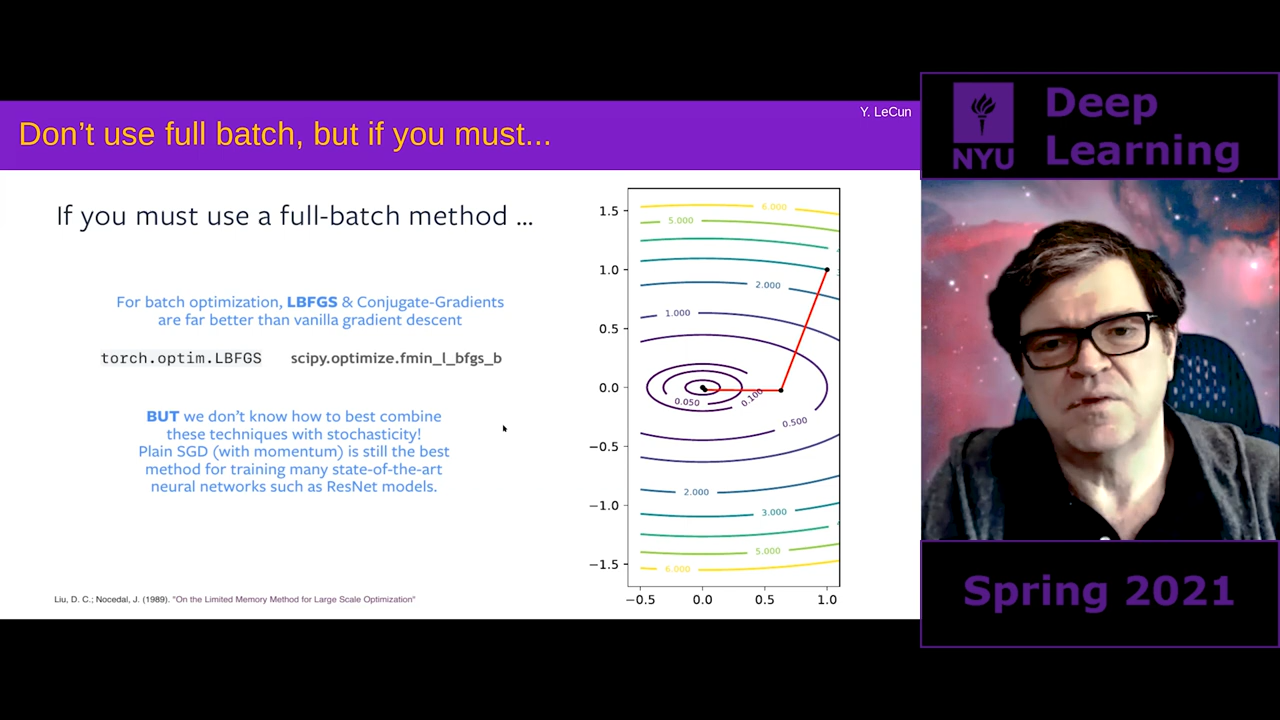 Y. LeCun
Don't use full batch, but if you must...
If you must use a full-batch method ...
For batch optimization, LBFGS & Conjugate-Gradients
are far better than vanilla gradient descent
torch.optim.LBFGS scipy.optimize.fmin_l_bfgs_b
BUT we don't know how to best combine
these techniques with stochasticity!
Plain SGD (with momentum) is still the best
method for training many state-of-the-art
neural networks such as ResNet models.
Liu, D. C.; Nocedal, J. (1989). "On the Limited Memory Method for Large Scale Optimization"
1.5
1.0
0.5
0.0
−0.5
−1.0
−1.5
−0.5 0.0 0.5 1.0
6.000
5.000
2.000
1.000
0.050
0.100
0.500
2.000
3.000
5.000
6.000
NYU
Deep
Learning
Spring 2021